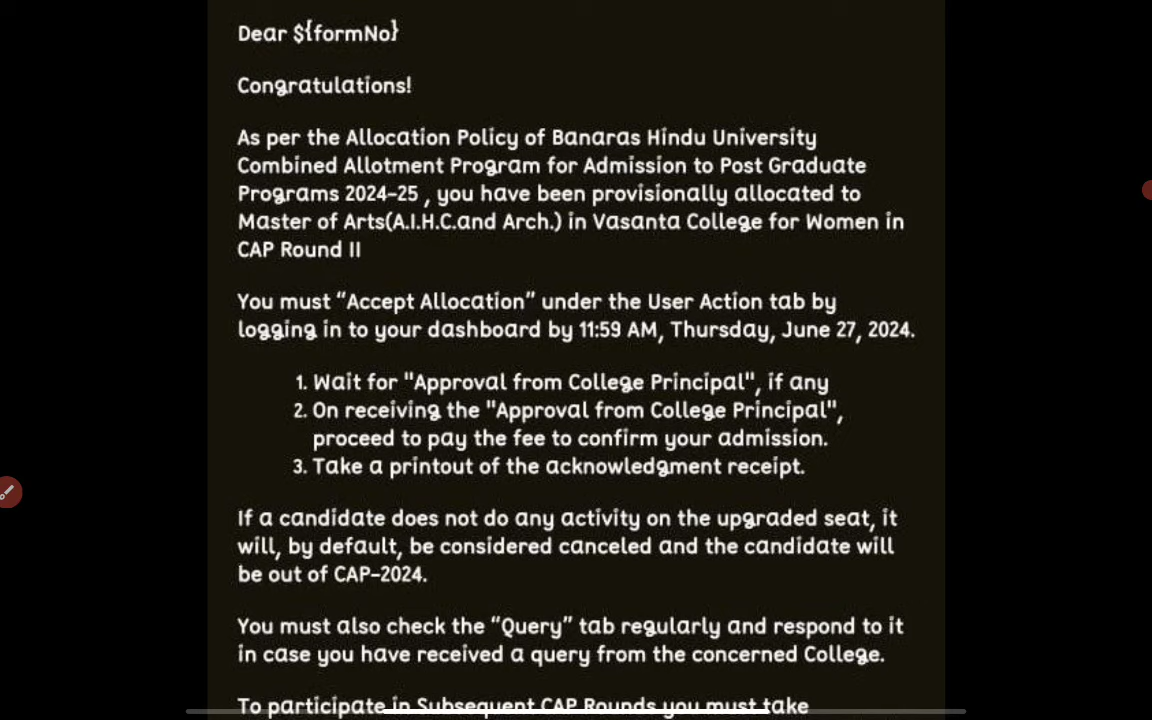 Dear ${formNo}
Congratulations!
As per the Allocation Policy of Banaras Hindu University
Combined Allotment Program for Admission to Post Graduate
Programs 2024-25 , you have been provisionally allocated to
Master of Arts(A.I.H.C.and Arch.) in Vasanta College for Women in
CAP Round II
You must “Accept Allocation” under the User Action tab by
logging in to your dashboard by 11:59 AM, Thursday, June 27, 2024.
1. Wait for "Approval from College Principal", if any
2. On receiving the "Approval from College Principal",
proceed to pay the fee to confirm your admission.
3. Take a printout of the acknowledgment receipt.
If a candidate does not do any activity on the upgraded seat, it
will, by default, be considered canceled and the candidate will
be out of CAP-2024.
You must also check the “Query” tab regularly and respond to it
in case you have received a query from the concerned College.
To participate in Subsequent CAP Rounds you must take